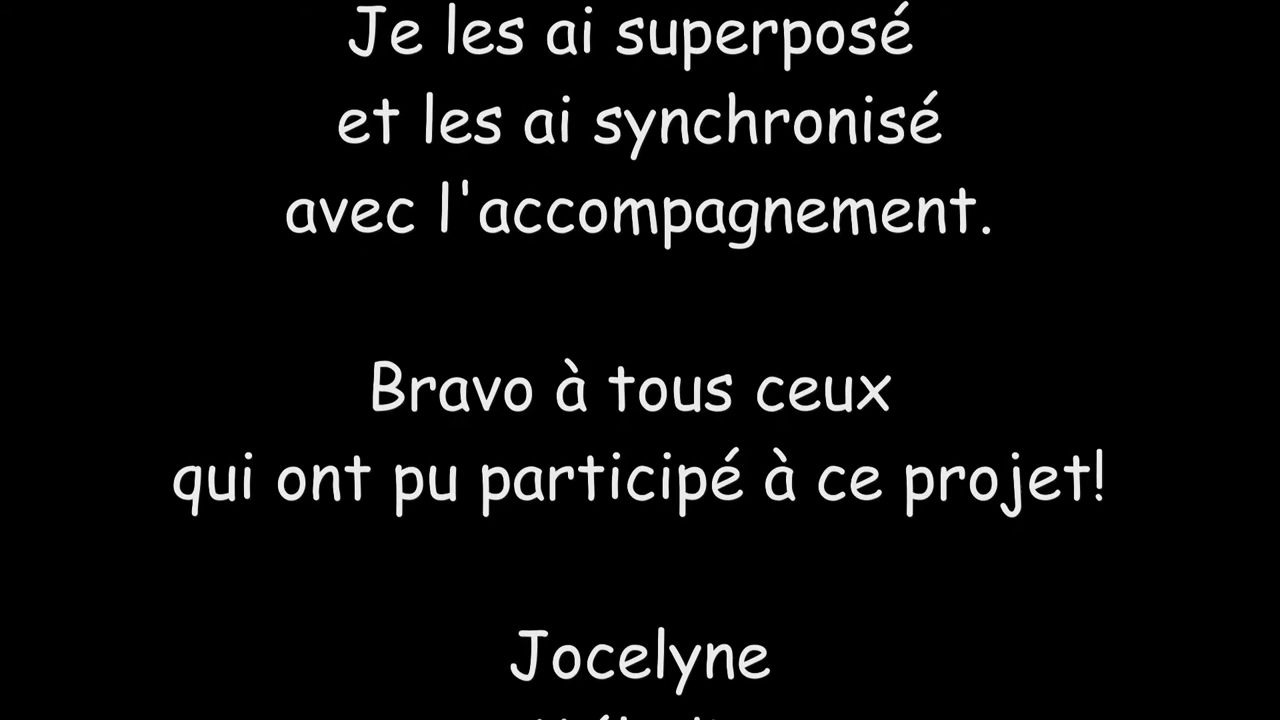 Je les ai superposé
et les ai synchronisé
avec l'accompagnement.
Bravo à tous ceux
qui ont pu participé à ce projet!
Jocelyne